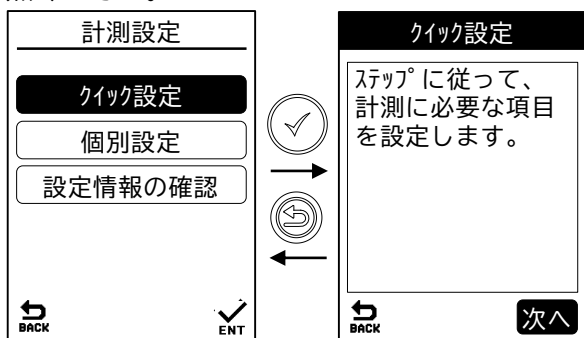 計測設定
ｸｲｯｸ設定
個別設定
設定情報の確認
BACK
ENT
ｸｲｯｸ設定
ｽﾃｯﾌﾟに従って、
計測に必要な項目
を設定します。
BACK
次へ